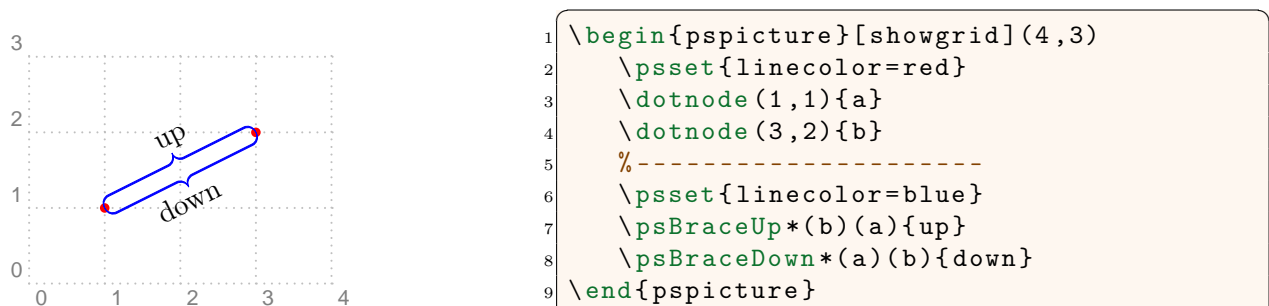 3
2
1
0
0 1 2 3 4
up
down
1 \begin{pspicture}[showgrid](4,3)
2 \psset{linecolor=red}
3 \dotnode(1,1){a}
4 \dotnode(3,2){b}
5 %---------------------
6 \psset{linecolor=blue}
7 \psBraceUp*(b)(a){up}
8 \psBraceDown*(a)(b){down}
9 \end{pspicture}